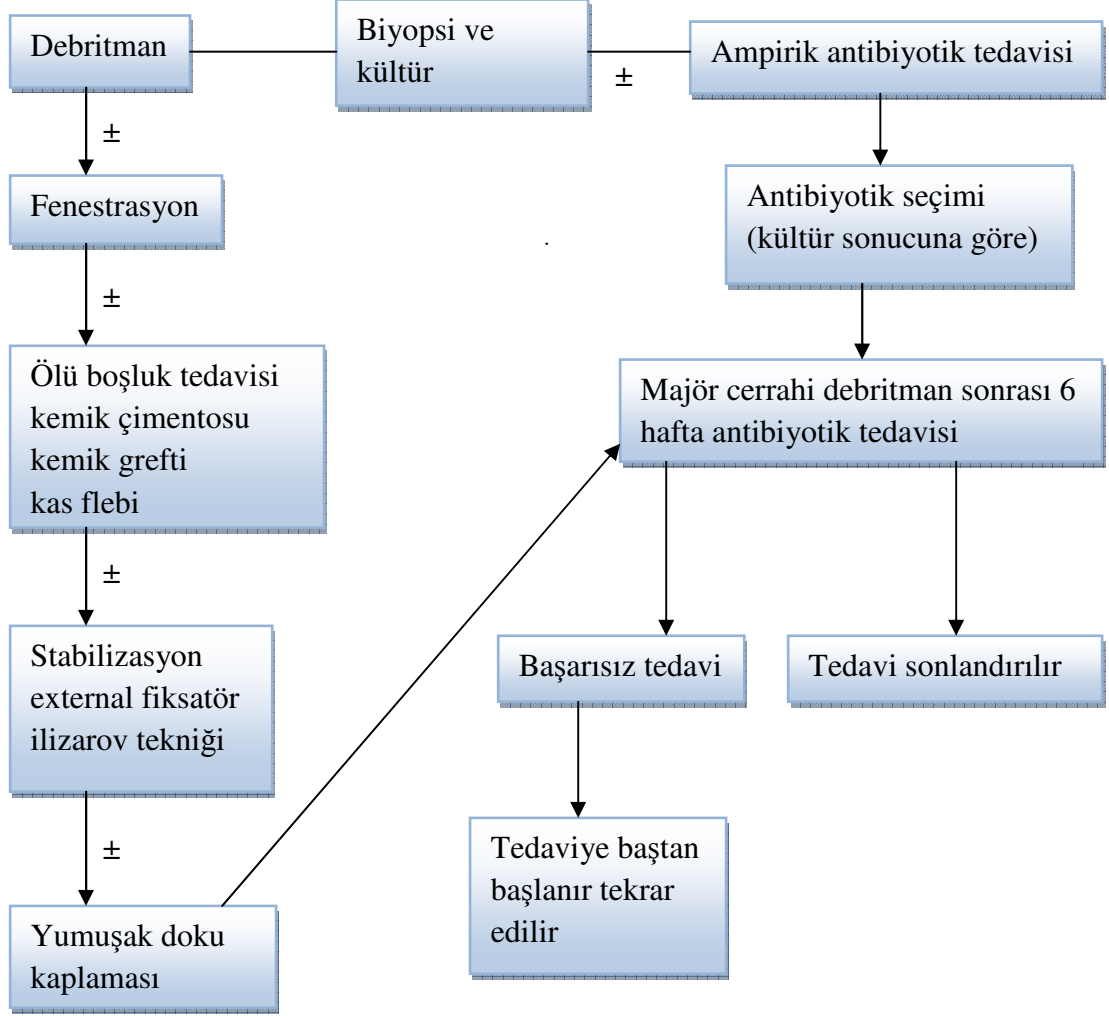 Debritman
Biyopsi ve
kültür
±
Ampirik antibiyotik tedavisi
±
Fenestrasyon
±
Ölü boşluk tedavisi
kemik çimentosu
kemik grefti
kas flebi
±
Stabilizasyon
external fiksatör
ilizarov tekniği
±
Yumuşak doku
kaplaması
Antibiyotik seçimi
(kültür sonucuna göre)
Majör cerrahi debritman sonrası 6
hafta antibiyotik tedavisi
Başarısız tedavi
Tedavi sonlandırılır
Tedaviye baştan
başlanır tekrar
edilir